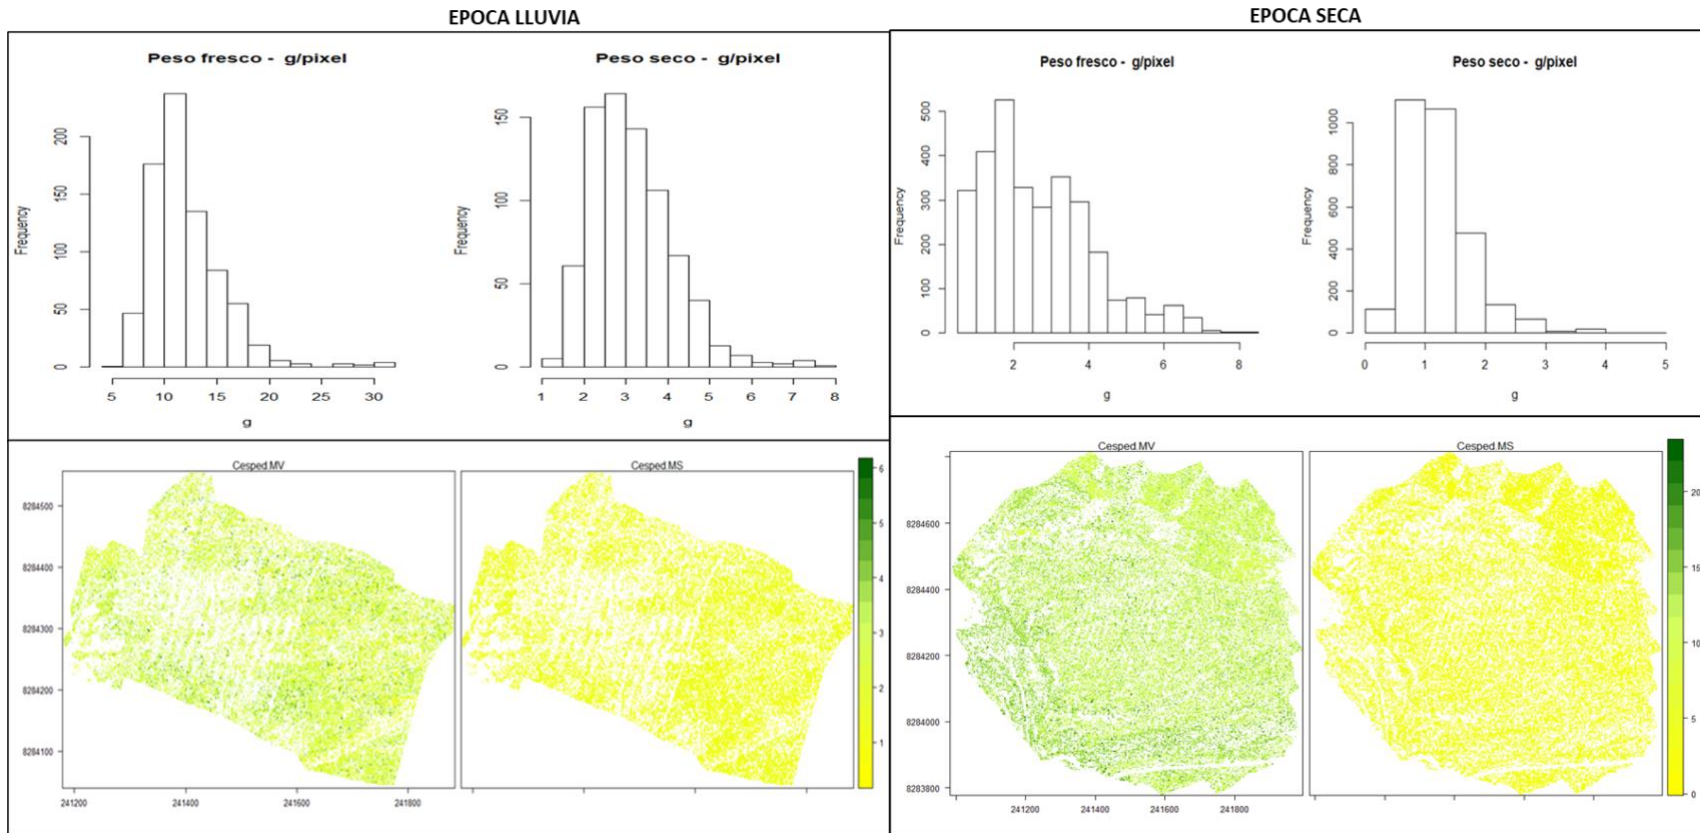 EPOCA LLUVIA
EPOCA SECA
Peso fresco - g/pixel
Peso seco - g/pixel
Peso fresco - g/pixel
Peso seco - g/pixel
Frequency
0 50 100 150 200
5 10 15 20 25 30
g
Frequency
0 50 100 150
1 2 3 4 5 6 7 8
g
Frequency
0 100 200 300 400 500
2 4 6 8
g
Frequency
0 200 400 600 800 1000
0 1 2 3 4 5
g
Cesped.MV
Cesped.MS
8284500
8284400
8284300
8284200
8284100
241200 241400 241600 241800
6
5
4
3
2
1
Cesped.MV
Cesped.MS
8284600
8284400
8284200
8284000
8283800
241200 241400 241600 241800
20
15
10
5
0